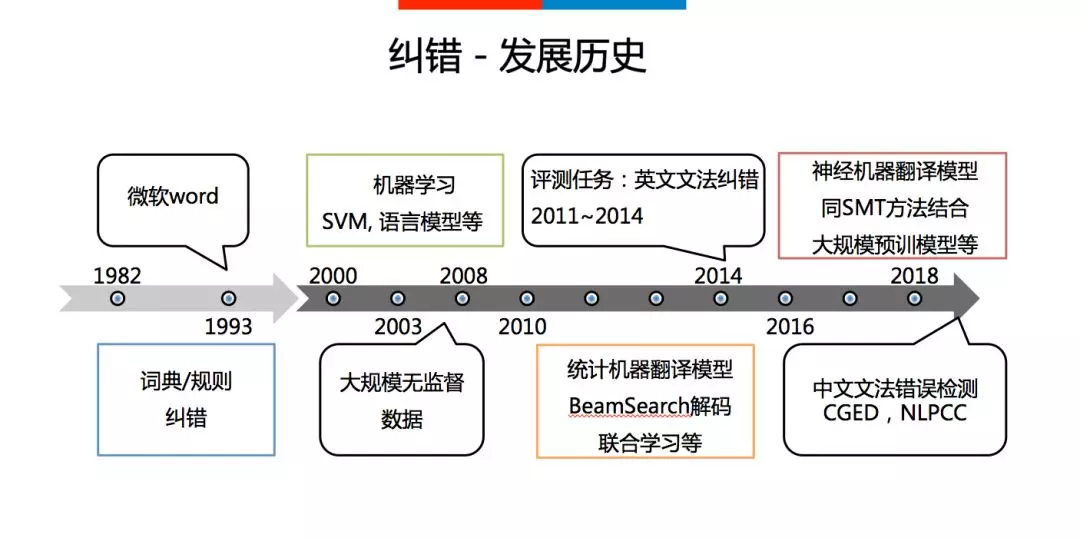 纠错 - 发展历史
微软word
机器学习
SVM, 语言模型等
评测任务：英文文法纠错
2011~2014
神经机器翻译模型
同SMT方法结合
大规模预训模型等
1982
2000
2008
2014
2018
1993
2003
2010
2016
词典/规则
纠错
大规模无监督
数据
统计机器翻译模型
BeamSearch解码
联合学习等
中文文法错误检测
CGED，NLPCC